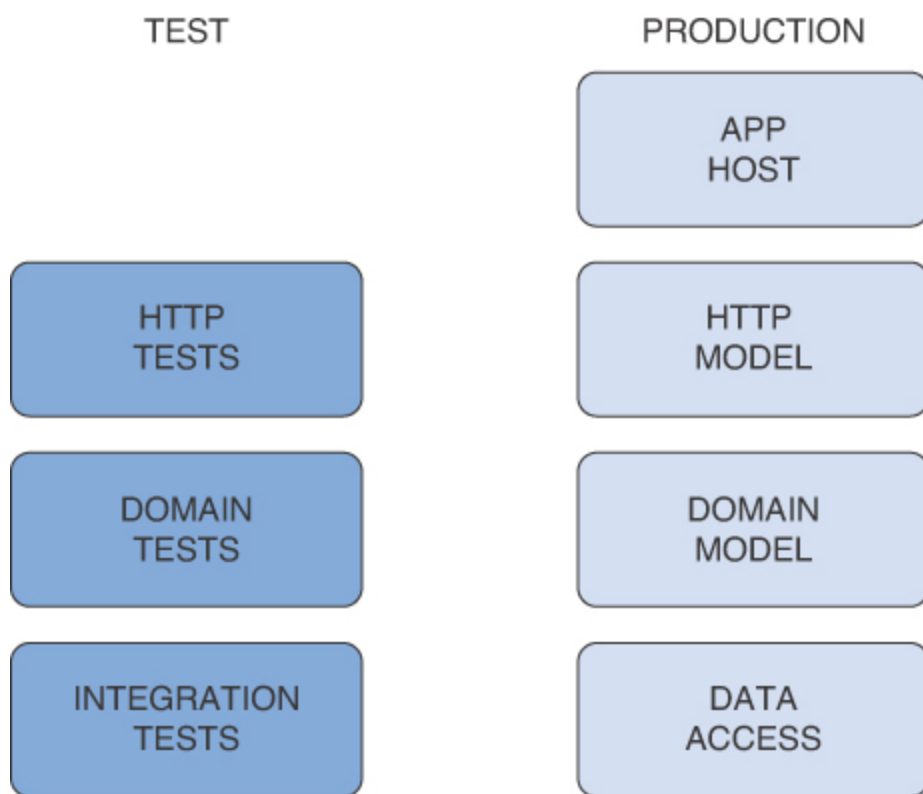 TEST
PRODUCTION
APP
HOST
HTTP
TESTS
HTTP
MODEL
DOMAIN
TESTS
DOMAIN
MODEL
INTEGRATION
TESTS
DATA
ACCESS